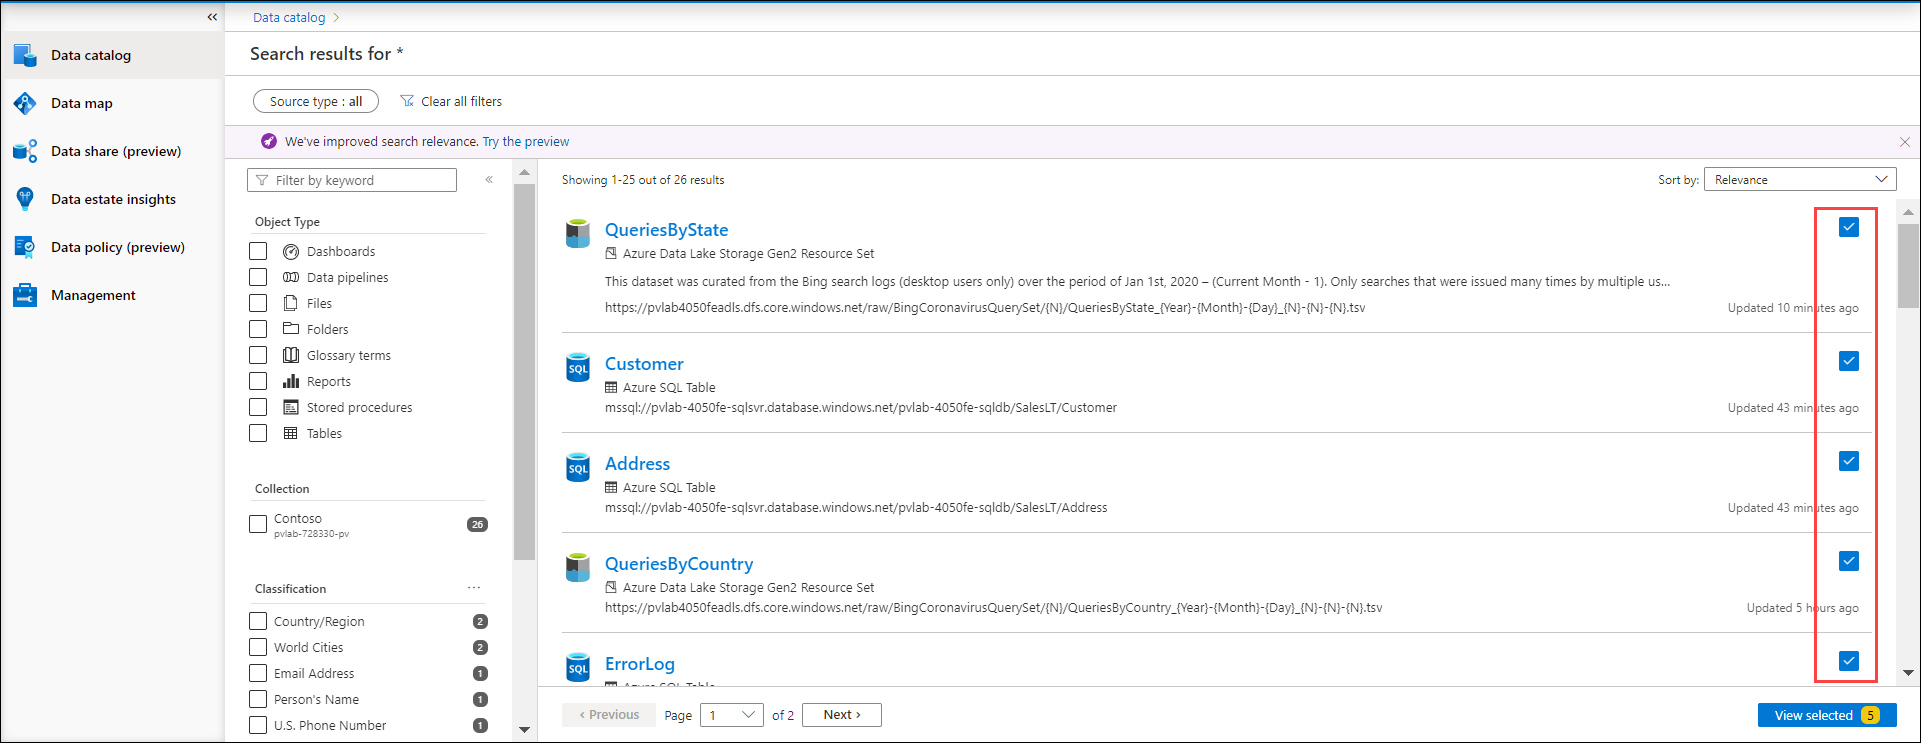 Data catalog
Data map
Data share (preview)
Data estate insights
Data policy (preview)
Management
Data catalog
Search results for *
Source type : all
Clear all filters
We've improved search relevance. Try the preview
Filter by keyword
Object Type
Dashboards
Data pipelines
Files
Folders
Glossary terms
Reports
Stored procedures
Tables
Collection
Contoso 26
pvlab-728330-pv
Classification ...
Country/Region 2
World Cities 2
Email Address 1
Person's Name 1
U.S. Phone Number 1
Showing 1-25 out of 26 results
Sort by: Relevance
QueriesByState
Azure Data Lake Storage Gen2 Resource Set
This dataset was curated from the Bing search logs (desktop users only) over the period of Jan 1st, 2020 – (Current Month - 1). Only searches that were issued many times by multiple us...
https://pvlab4050feadls.dfs.core.windows.net/raw/BingCoronavirusQuerySet/{N}/QueriesByState_{Year}-{Month}-{Day}_{N}-{N}-{N}.tsv
Updated 10 minutes ago
SQL
Customer
Azure SQL Table
mssql://pvlab-4050fe-sqlsvr.database.windows.net/pvlab-4050fe-sqldb/SalesLT/Customer
Updated 43 minutes ago
SQL
Address
Azure SQL Table
mssql://pvlab-4050fe-sqlsvr.database.windows.net/pvlab-4050fe-sqldb/SalesLT/Address
Updated 43 minutes ago
QueriesByCountry
Azure Data Lake Storage Gen2 Resource Set
https://pvlab4050feadls.dfs.core.windows.net/raw/BingCoronavirusQuerySet/{N}/QueriesByCountry_{Year}-{Month}-{Day}_{N}-{N}-{N}.tsv
Updated 5 hours ago
SQL
ErrorLog
Azure SQL Table
‹ Previous Page 1 of 2 Next ›
View selected 5